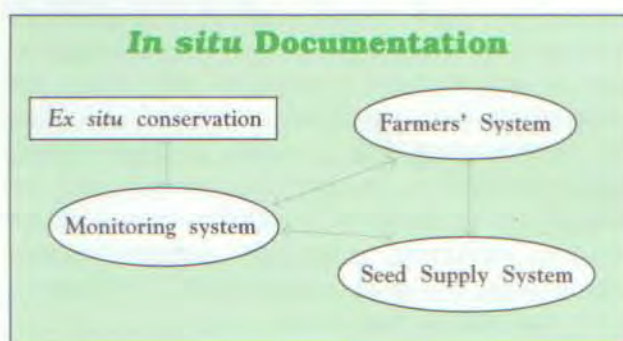 In situ Documentation
Ex situ conservation
Farmers' System
Monitoring system
Seed Supply System